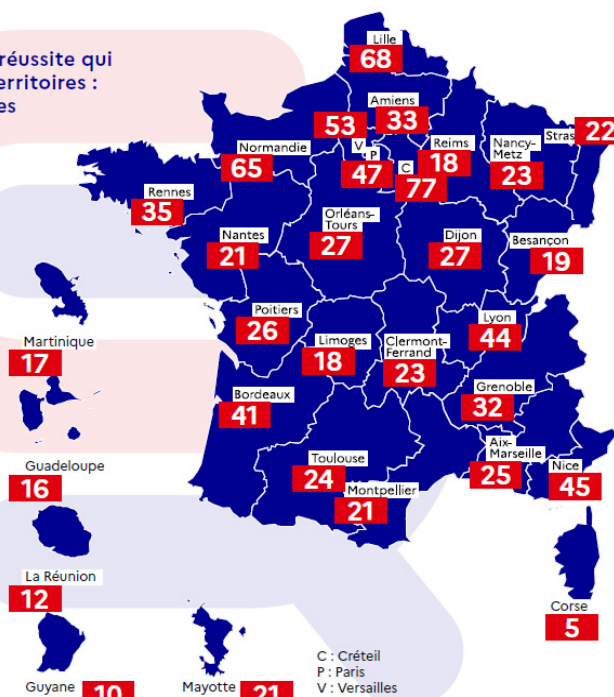 réussite qui
erritoires :
es
Lille
68
Amiens
33
53
V
P
47
C
77
Reims
18
Nancy-
Metz
23
Stras
22
Normandie
65
Rennes
35
Nantes
21
Orléans-
Tours
27
Dijon
27
Besançon
19
Poitiers
26
Limoges
18
Clermont-
Ferrand
23
Lyon
44
Grenoble
32
Bordeaux
41
Toulouse
24
Montpellier
21
Aix-
Marseille
25
Nice
45
Martinique
17
Guadeloupe
16
La Réunion
12
Guyane 10
Mayotte 21
Corse
5
C : Créteil
P : Paris
V : Versailles